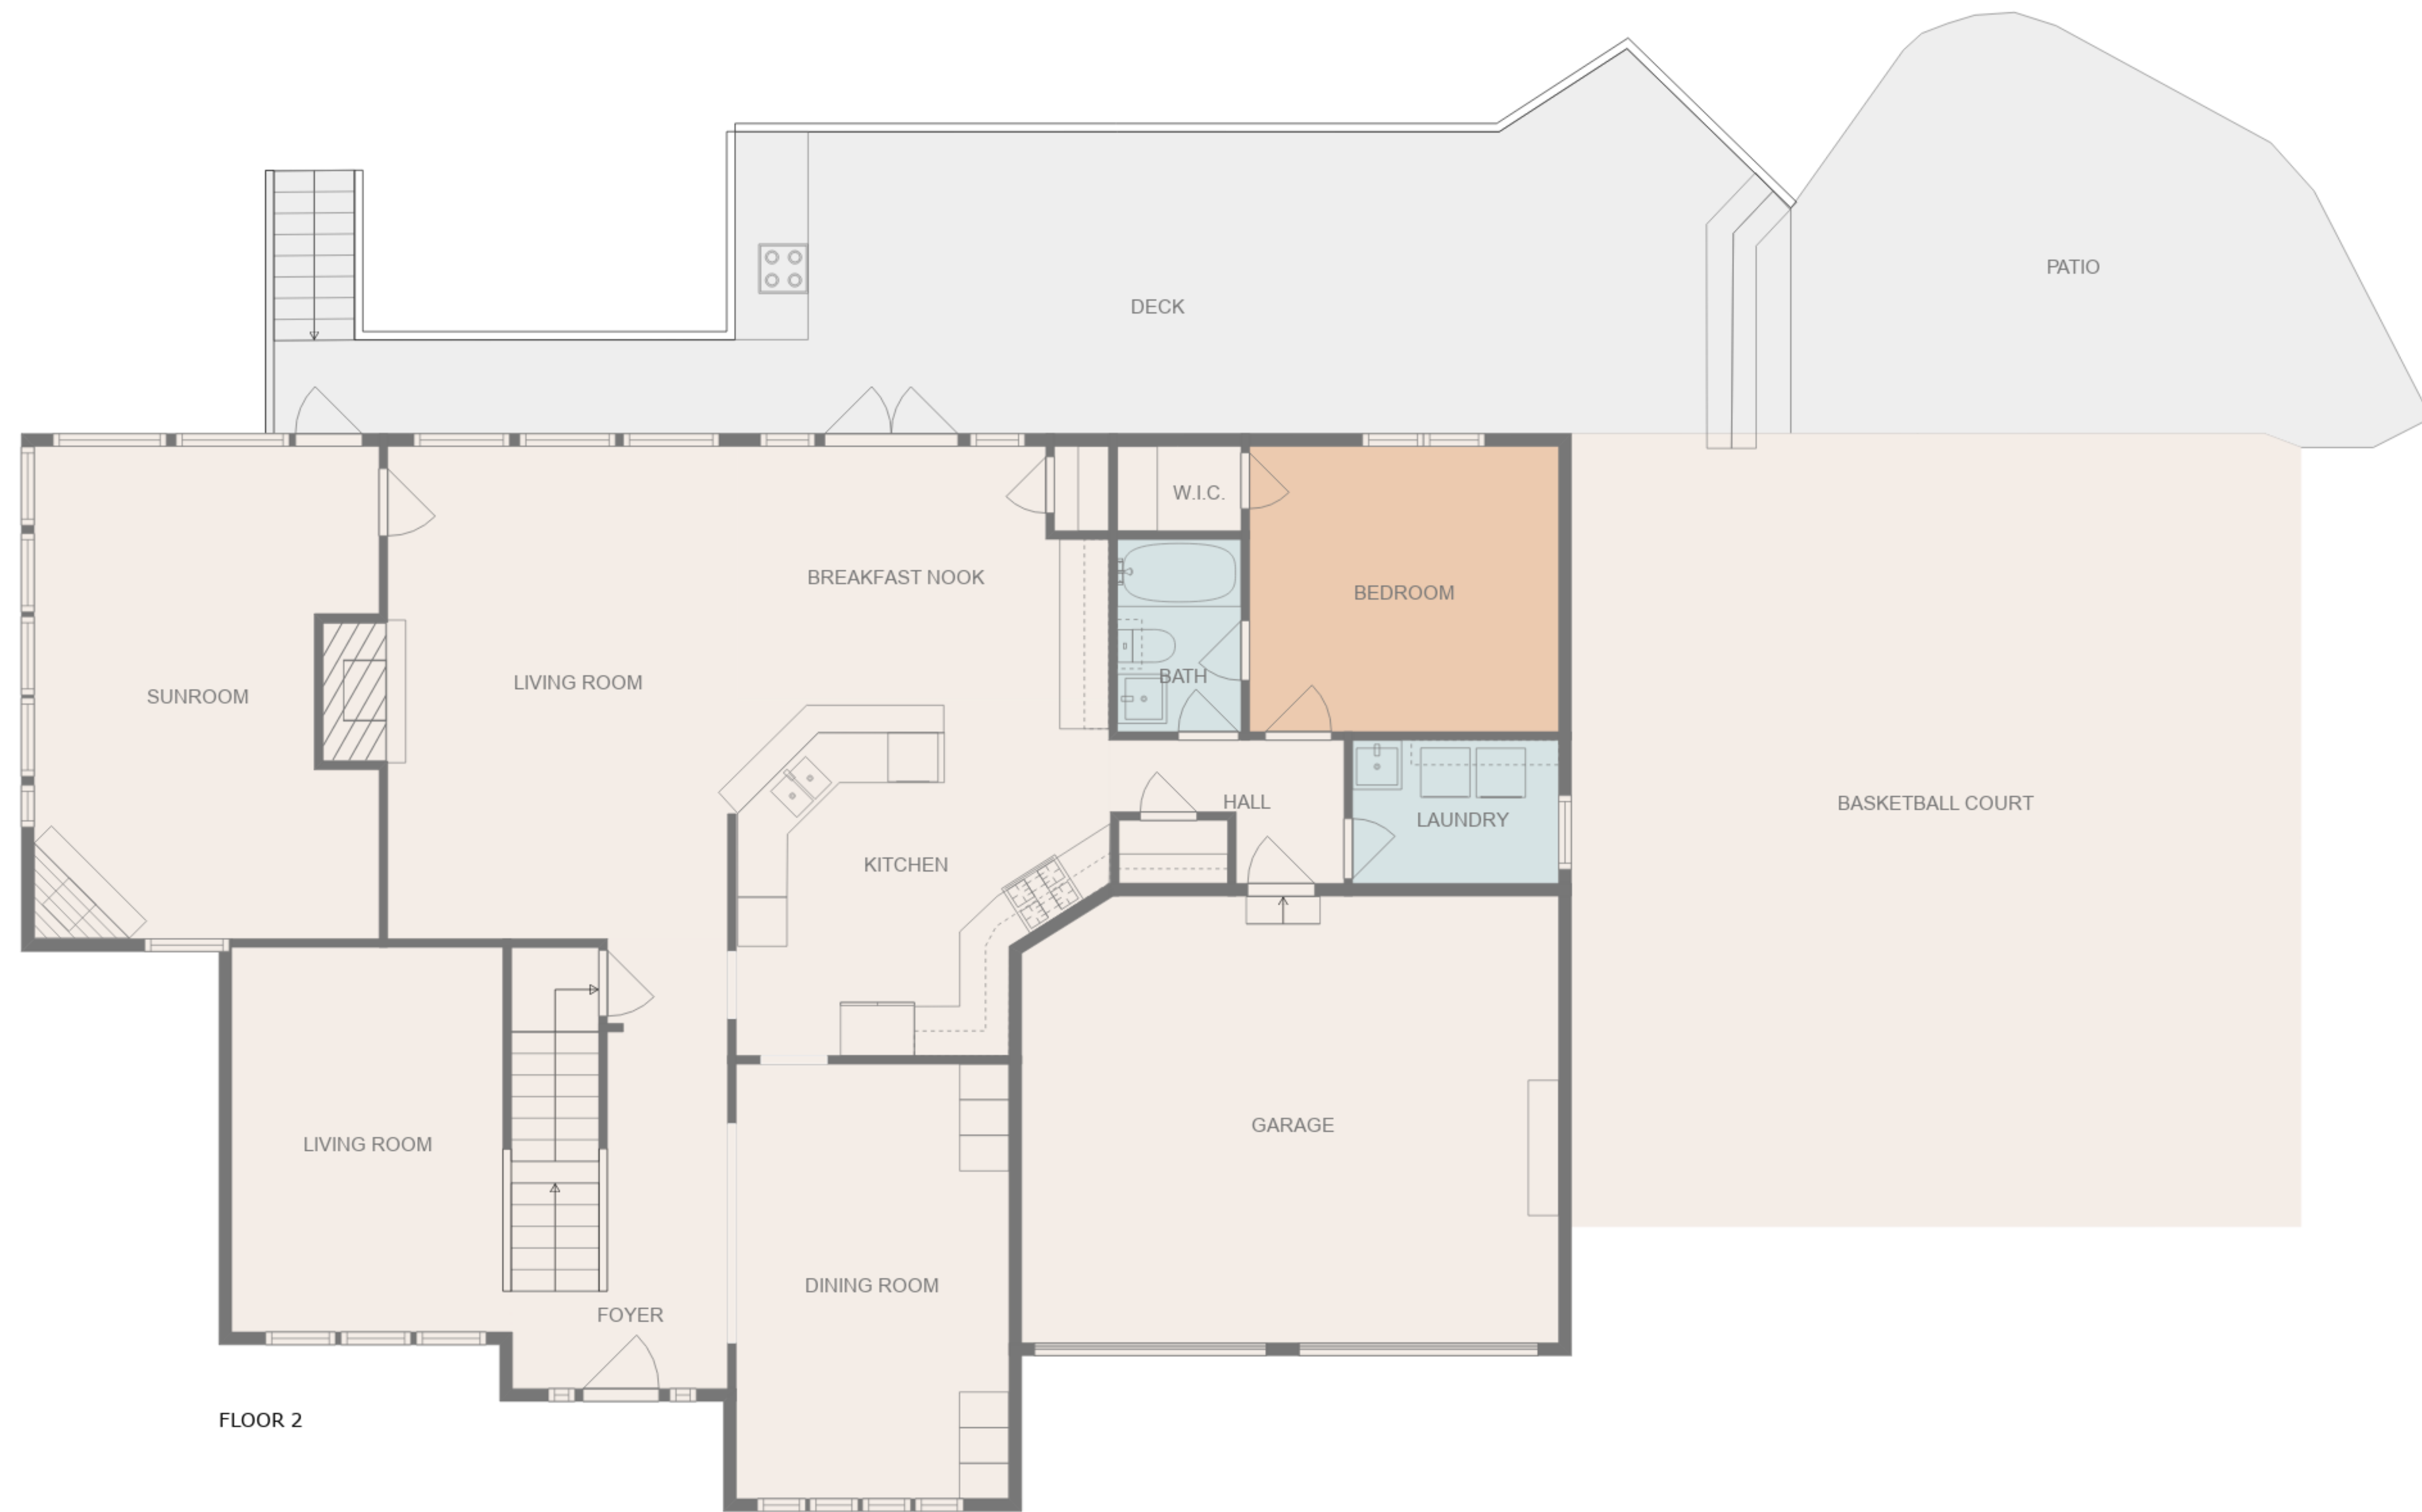 PATIO
DECK
W.I.C.
BREAKFAST NOOK
BEDROOM
BATH
LIVING ROOM
SUNROOM
HALL
BASKETBALL COURT
LAUNDRY
KITCHEN
GARAGE
LIVING ROOM
DINING ROOM
FOYER
FLOOR 2